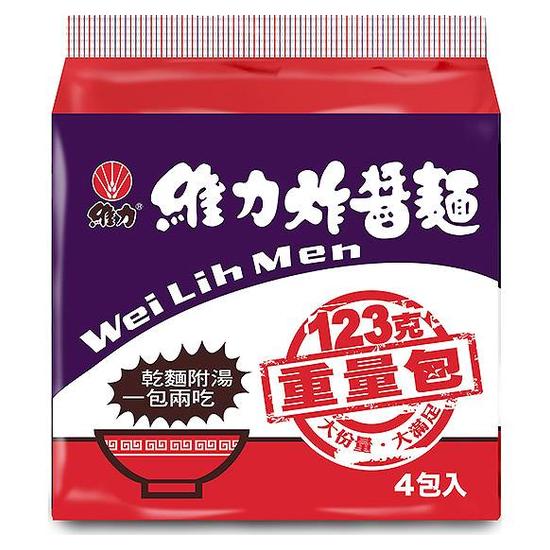 維力®
維力炸醬麵
Wei Lih Men
123克
重量包
大份量・大滿足
乾麵附湯
一包兩吃
4包入